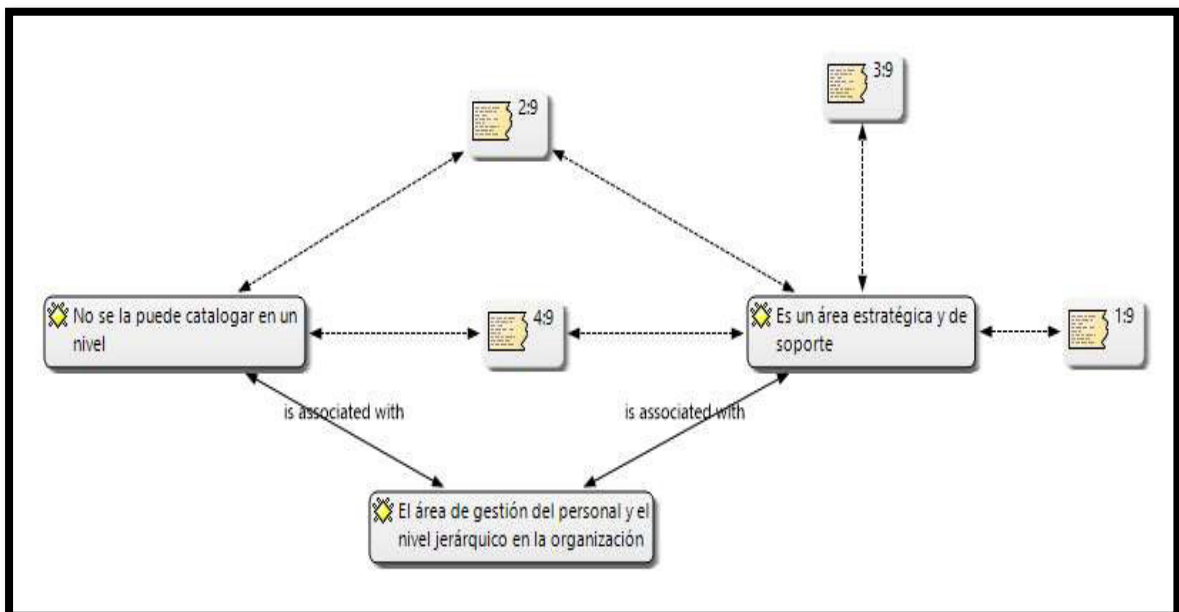 3:9
2:9
No se la puede catalogar en un
nivel
4:9
Es un área estratégica y de
soporte
1:9
is associated with
is associated with
El área de gestión del personal y el
nivel jerárquico en la organización